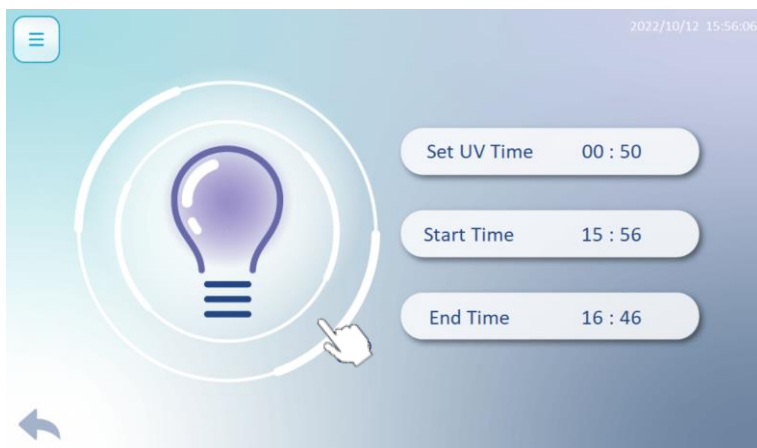 2022/10/12 15:56:06
Set UV Time 00 : 50
Start Time 15 : 56
End Time 16 : 46